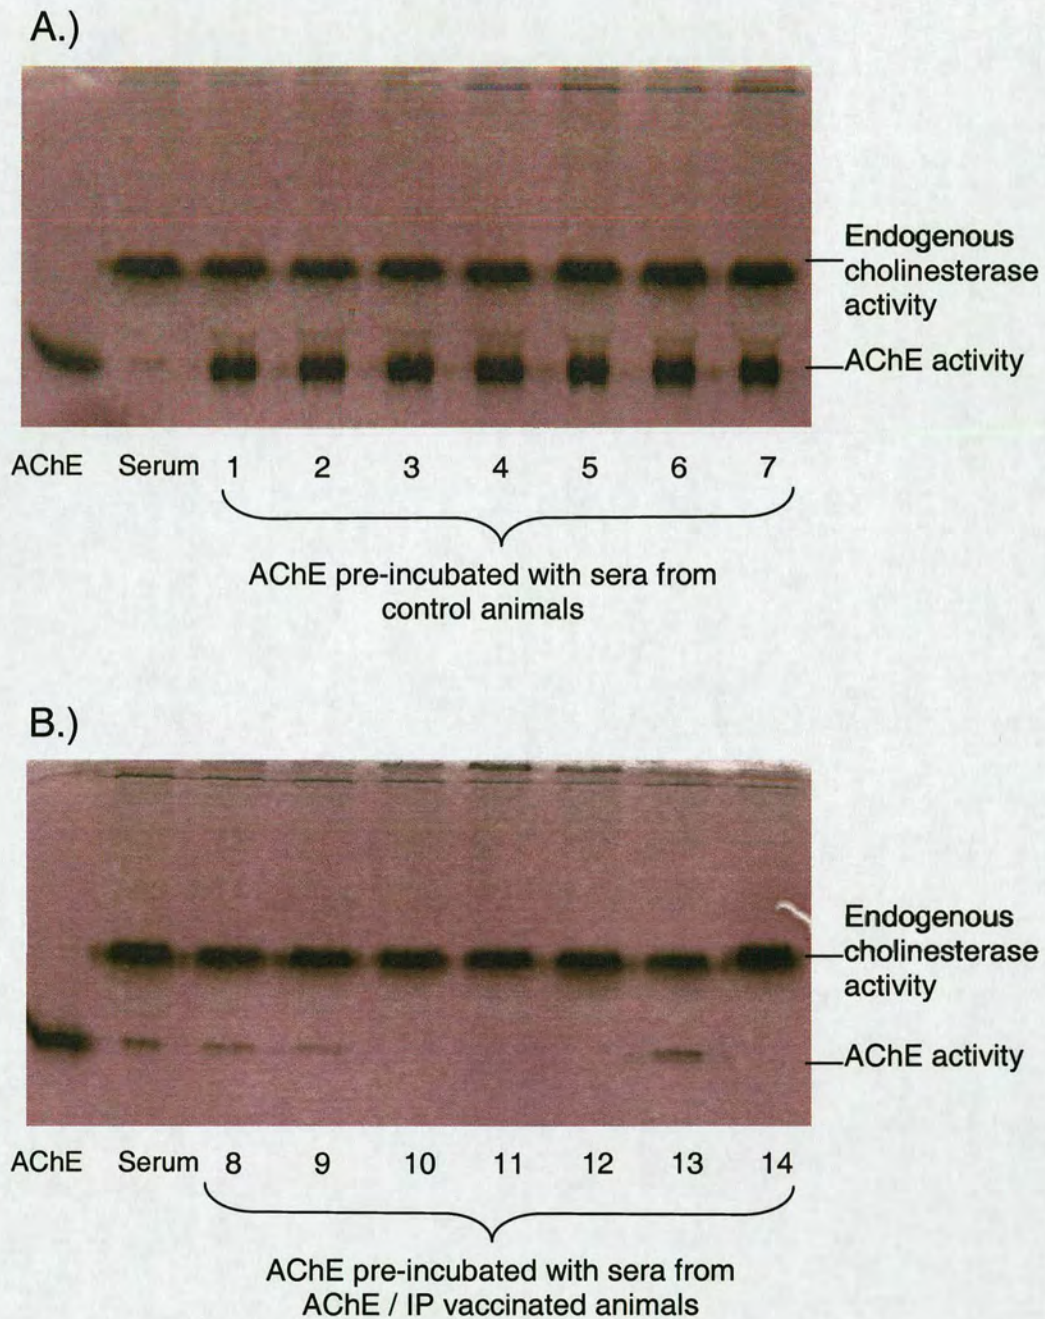 A.)
Endogenous
cholinesterase
activity
AChE activity
AChE Serum 1 2 3 4 5 6 7
AChE pre-incubated with sera from
control animals
B.)
Endogenous
cholinesterase
activity
AChE activity
AChE Serum 8 9 10 11 12 13 14
AChE pre-incubated with sera from
AChE / IP vaccinated animals